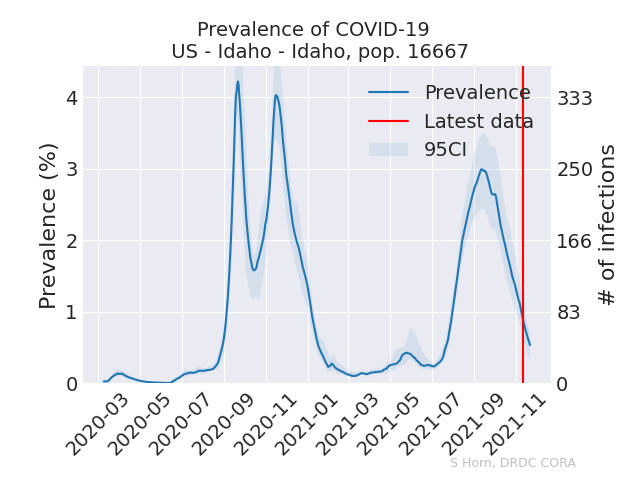 Prevalence of COVID-19
US - Idaho - Idaho, pop. 16667
Prevalence
Latest data
95CI
Prevalence (%)
4
3
2
1
0
# of infections
333
250
166
83
0
2020-03
2020-05
2020-07
2020-09
2020-11
2021-01
2021-03
2021-05
2021-07
2021-09
2021-11
S Horn, DRDC CORA